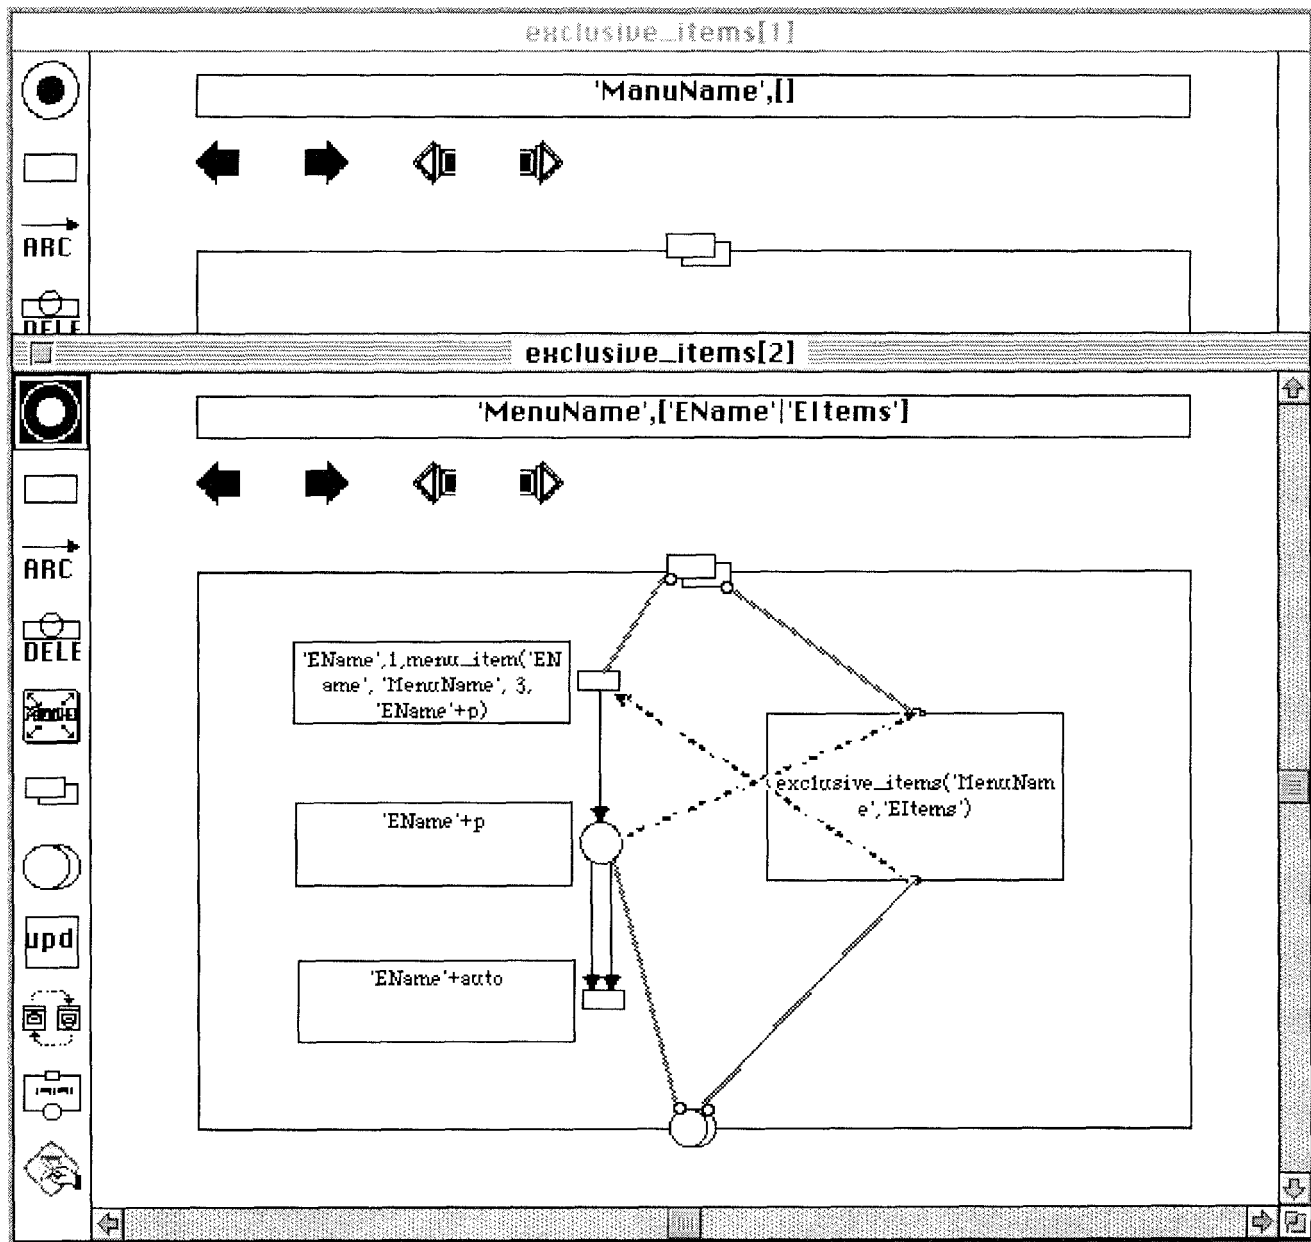 exclusive_items[1]
'ManuName',[]
ARC
DELE
exclusive_items[2]
'MenuName',['EName'|'EItems']
ARC
DELE
upd
'EName',1,menu_item('EN
ame', 'MenuName', 3,
'EName'+p)
exclusive_items('MenuNam
e','EItems')
'EName'+p
'EName'+auto